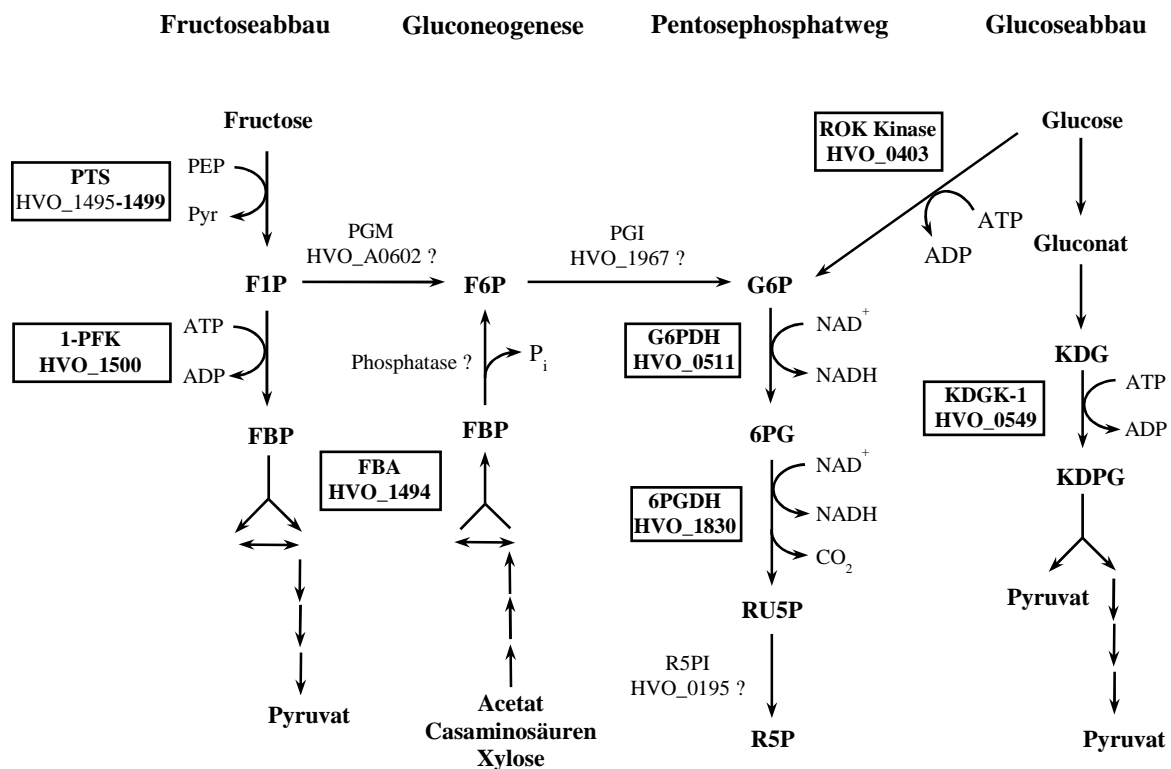 Fructoseabbau
Gluconeogenese
Pentosephosphatweg
Glucoseabbau
Fructose
PTS
HVO_1495-1499
PEP
Pyr
F1P
PGM
HVO_A0602 ?
1-PFK
HVO_1500
ATP
ADP
FBP
FBA
HVO_1494
Pyruvat
F6P
Phosphatase ?
Pi
FBP
Acetat
Casaminosäuren
Xylose
PGI
HVO_1967 ?
G6P
G6PDH
HVO_0511
NAD+
NADH
6PG
6PGDH
HVO_1830
NAD+
NADH
CO2
RU5P
R5PI
HVO_0195 ?
R5P
ROK Kinase
HVO_0403
ATP
ADP
Glucose
Gluconat
KDG
KDGK-1
HVO_0549
ATP
ADP
KDPG
Pyruvat
Pyruvat